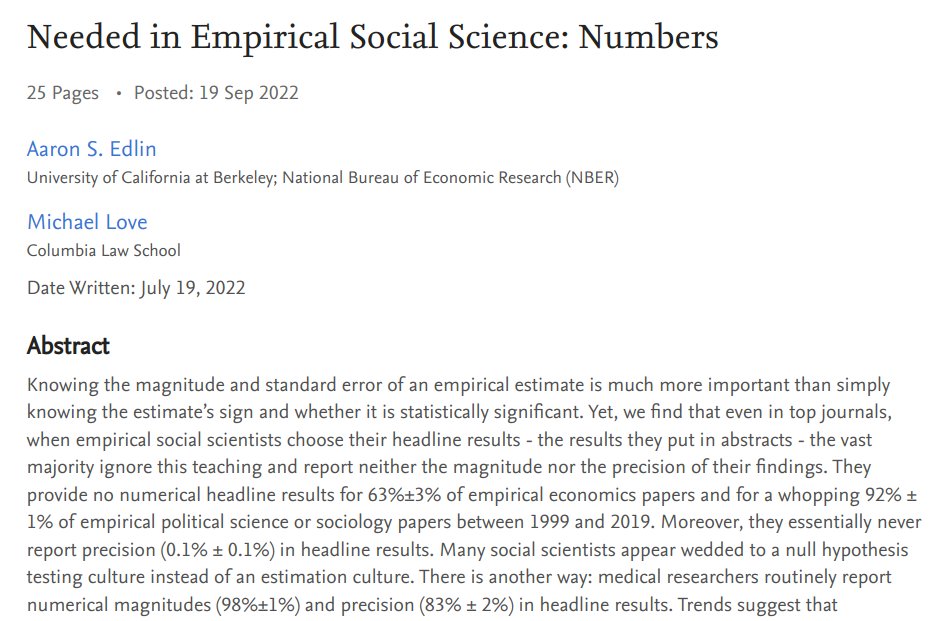 Needed in Empirical Social Science: Numbers
25 Pages • Posted: 19 Sep 2022
Aaron S. Edlin
University of California at Berkeley; National Bureau of Economic Research (NBER)
Michael Love
Columbia Law School
Date Written: July 19, 2022
Abstract
Knowing the magnitude and standard error of an empirical estimate is much more important than simply
knowing the estimate’s sign and whether it is statistically significant. Yet, we find that even in top journals,
when empirical social scientists choose their headline results - the results they put in abstracts - the vast
majority ignore this teaching and report neither the magnitude nor the precision of their findings. They
provide no numerical headline results for 63%±3% of empirical economics papers and for a whopping 92% ±
1% of empirical political science or sociology papers between 1999 and 2019. Moreover, they essentially never
report precision (0.1% ± 0.1%) in headline results. Many social scientists appear wedded to a null hypothesis
testing culture instead of an estimation culture. There is another way: medical researchers routinely report
numerical magnitudes (98%±1%) and precision (83% ± 2%) in headline results. Trends suggest that